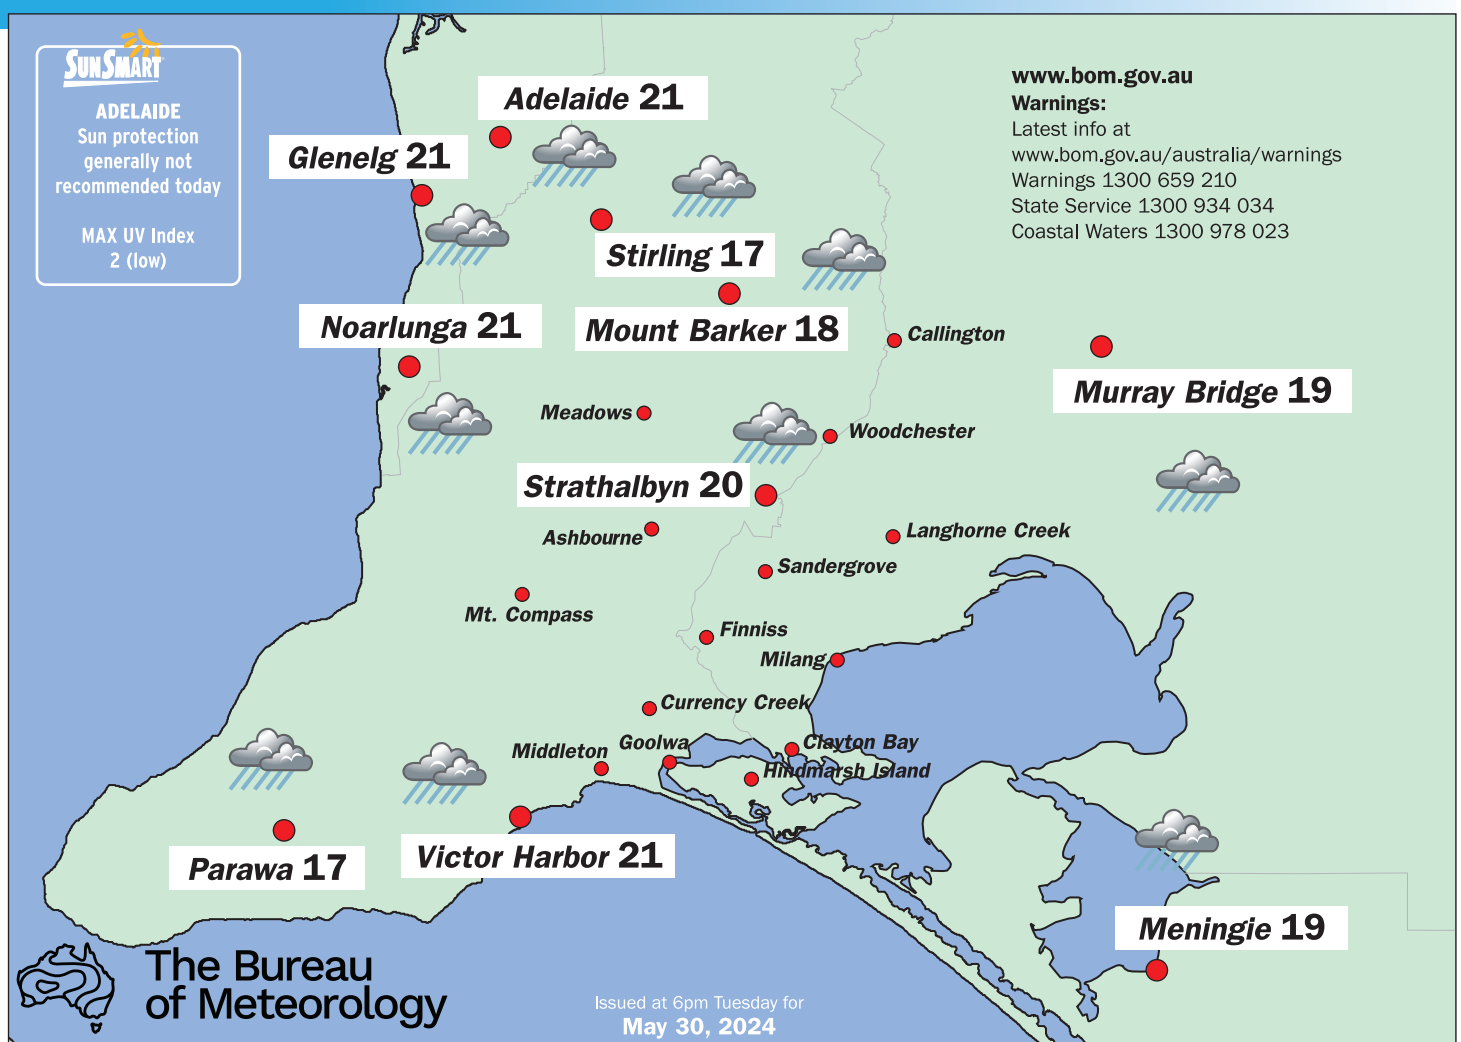 SUNSMART
ADELAIDE
Sun protection
generally not
recommended today
MAX UV Index
2 (low)
www.bom.gov.au
Warnings:
Latest info at
www.bom.gov.au/australia/warnings
Warnings 1300 659 210
State Service 1300 934 034
Coastal Waters 1300 978 023
Adelaide 21
Glenelg 21
Stirling 17
Noarlunga 21
Mount Barker 18
Callington
Murray Bridge 19
Meadows
Woodchester
Strathalbyn 20
Ashbourne
Langhorne Creek
Sandergrove
Mt. Compass
Finniss
Milang
Currency Creek
Middleton
Goolwa
Clayton Bay
Hindmarsh Island
Parawa 17
Victor Harbor 21
Meningie 19
The Bureau
of Meteorology
Issued at 6pm Tuesday for
May 30, 2024